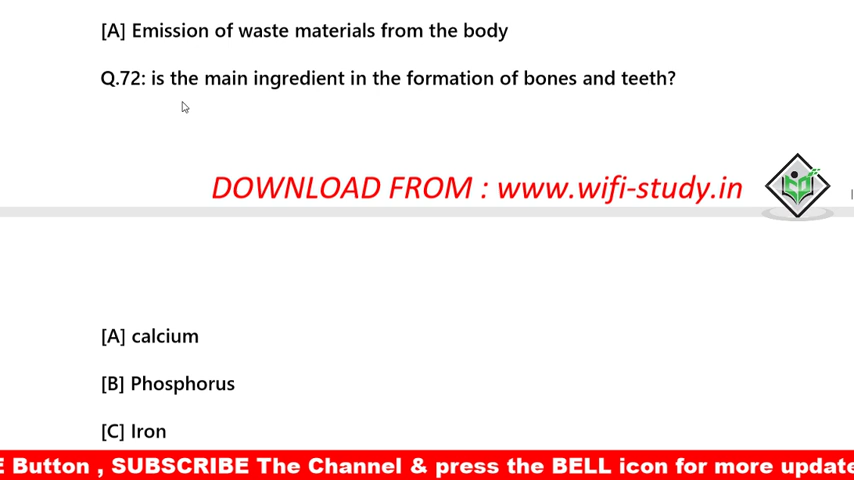 [A] Emission of waste materials from the body
Q.72: is the main ingredient in the formation of bones and teeth?
DOWNLOAD FROM : www.wifi-study.in
[A] calcium
[B] Phosphorus
[C] Iron
E Button , SUBSCRIBE The Channel & press the BELL icon for more update